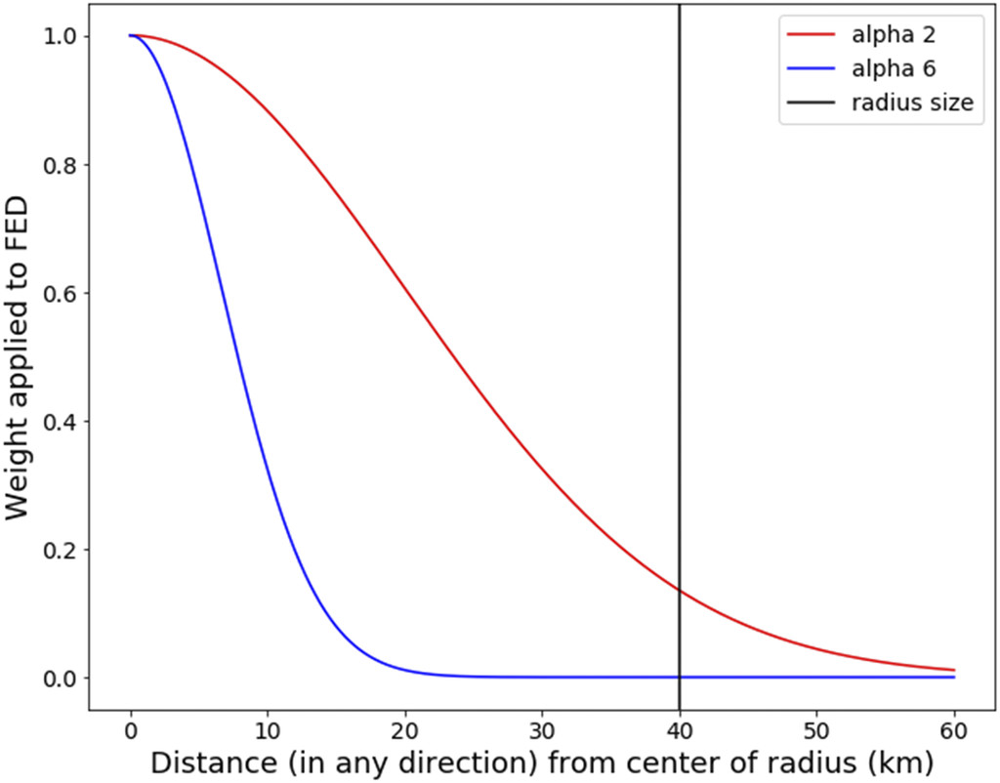 alpha 2
alpha 6
radius size
1.0
0.8
0.6
0.4
0.2
0.0
Weight applied to FED
0 10 20 30 40 50 60
Distance (in any direction) from center of radius (km)